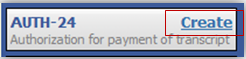 AUTH-24 Create
Authorization for payment of transcript